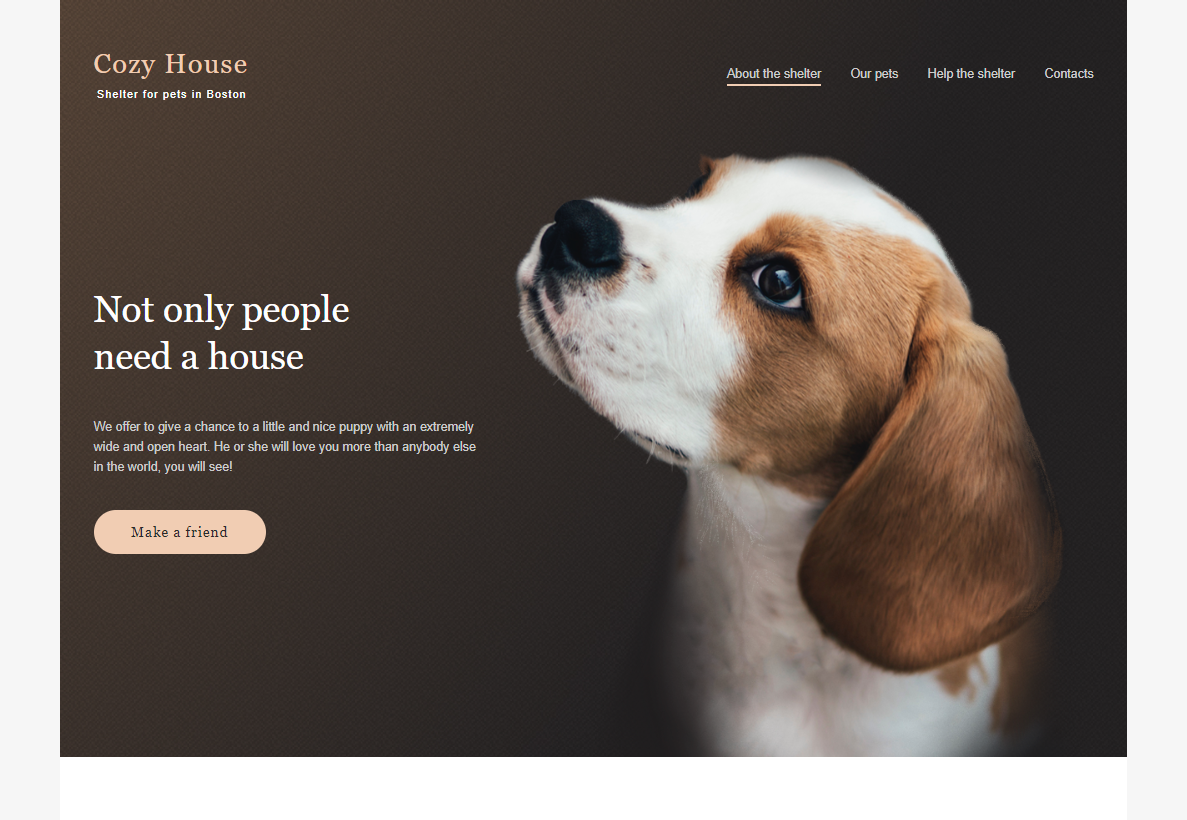 Cozy House
Shelter for pets in Boston
About the shelter
Our pets
Help the shelter
Contacts
Not only people
need a house
We offer to give a chance to a little and nice puppy with an extremely
wide and open heart. He or she will love you more than anybody else
in the world, you will see!
Make a friend